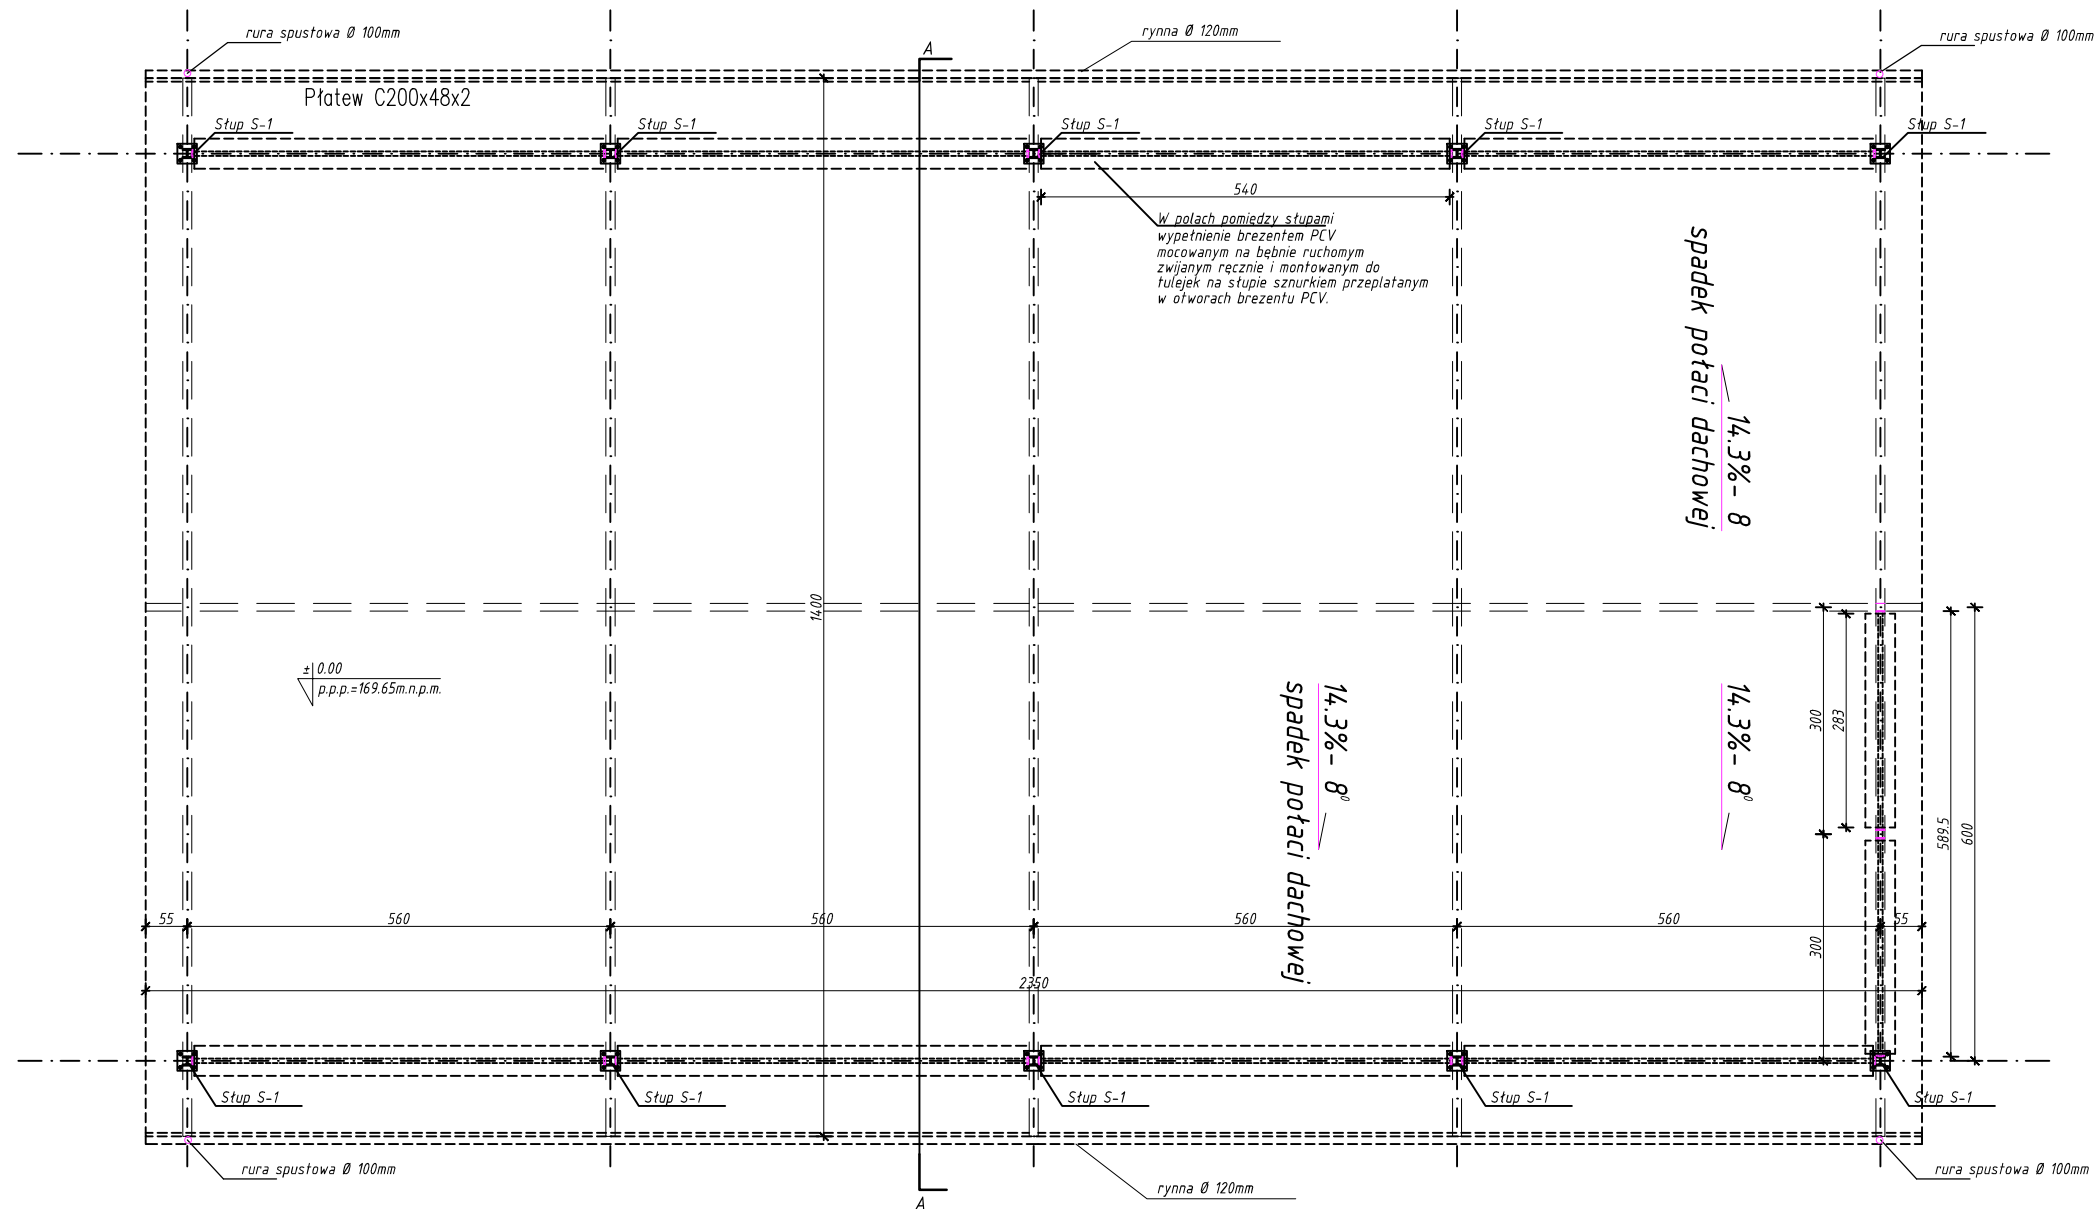 rura spustowa Ø 100mm
A
rynna Ø 120mm
rura spustowa Ø 100mm
Płatew C200x48x2
Słup S-1
Słup S-1
Słup S-1
Słup S-1
Słup S-1
540
W polach pomiędzy słupami
wypełnienie brezentem PCV
mocowanym na bębnie ruchomym
zwijanym ręcznie i montowanym do
tulejek na słupie sznurkiem przeplatanym
w otworach brezentu PCV.
spadek połaci dachowej
14.3%- 8
1400
± 0.00
p.p.p.=169.65m.n.p.m.
14.3%- 8⁰
spadek połaci dachowej
14.3%- 8⁰
300
283
589.5
600
300
55
560
560
560
560
55
2350
Słup S-1
Słup S-1
Słup S-1
Słup S-1
Słup S-1
rura spustowa Ø 100mm
A
rynna Ø 120mm
rura spustowa Ø 100mm